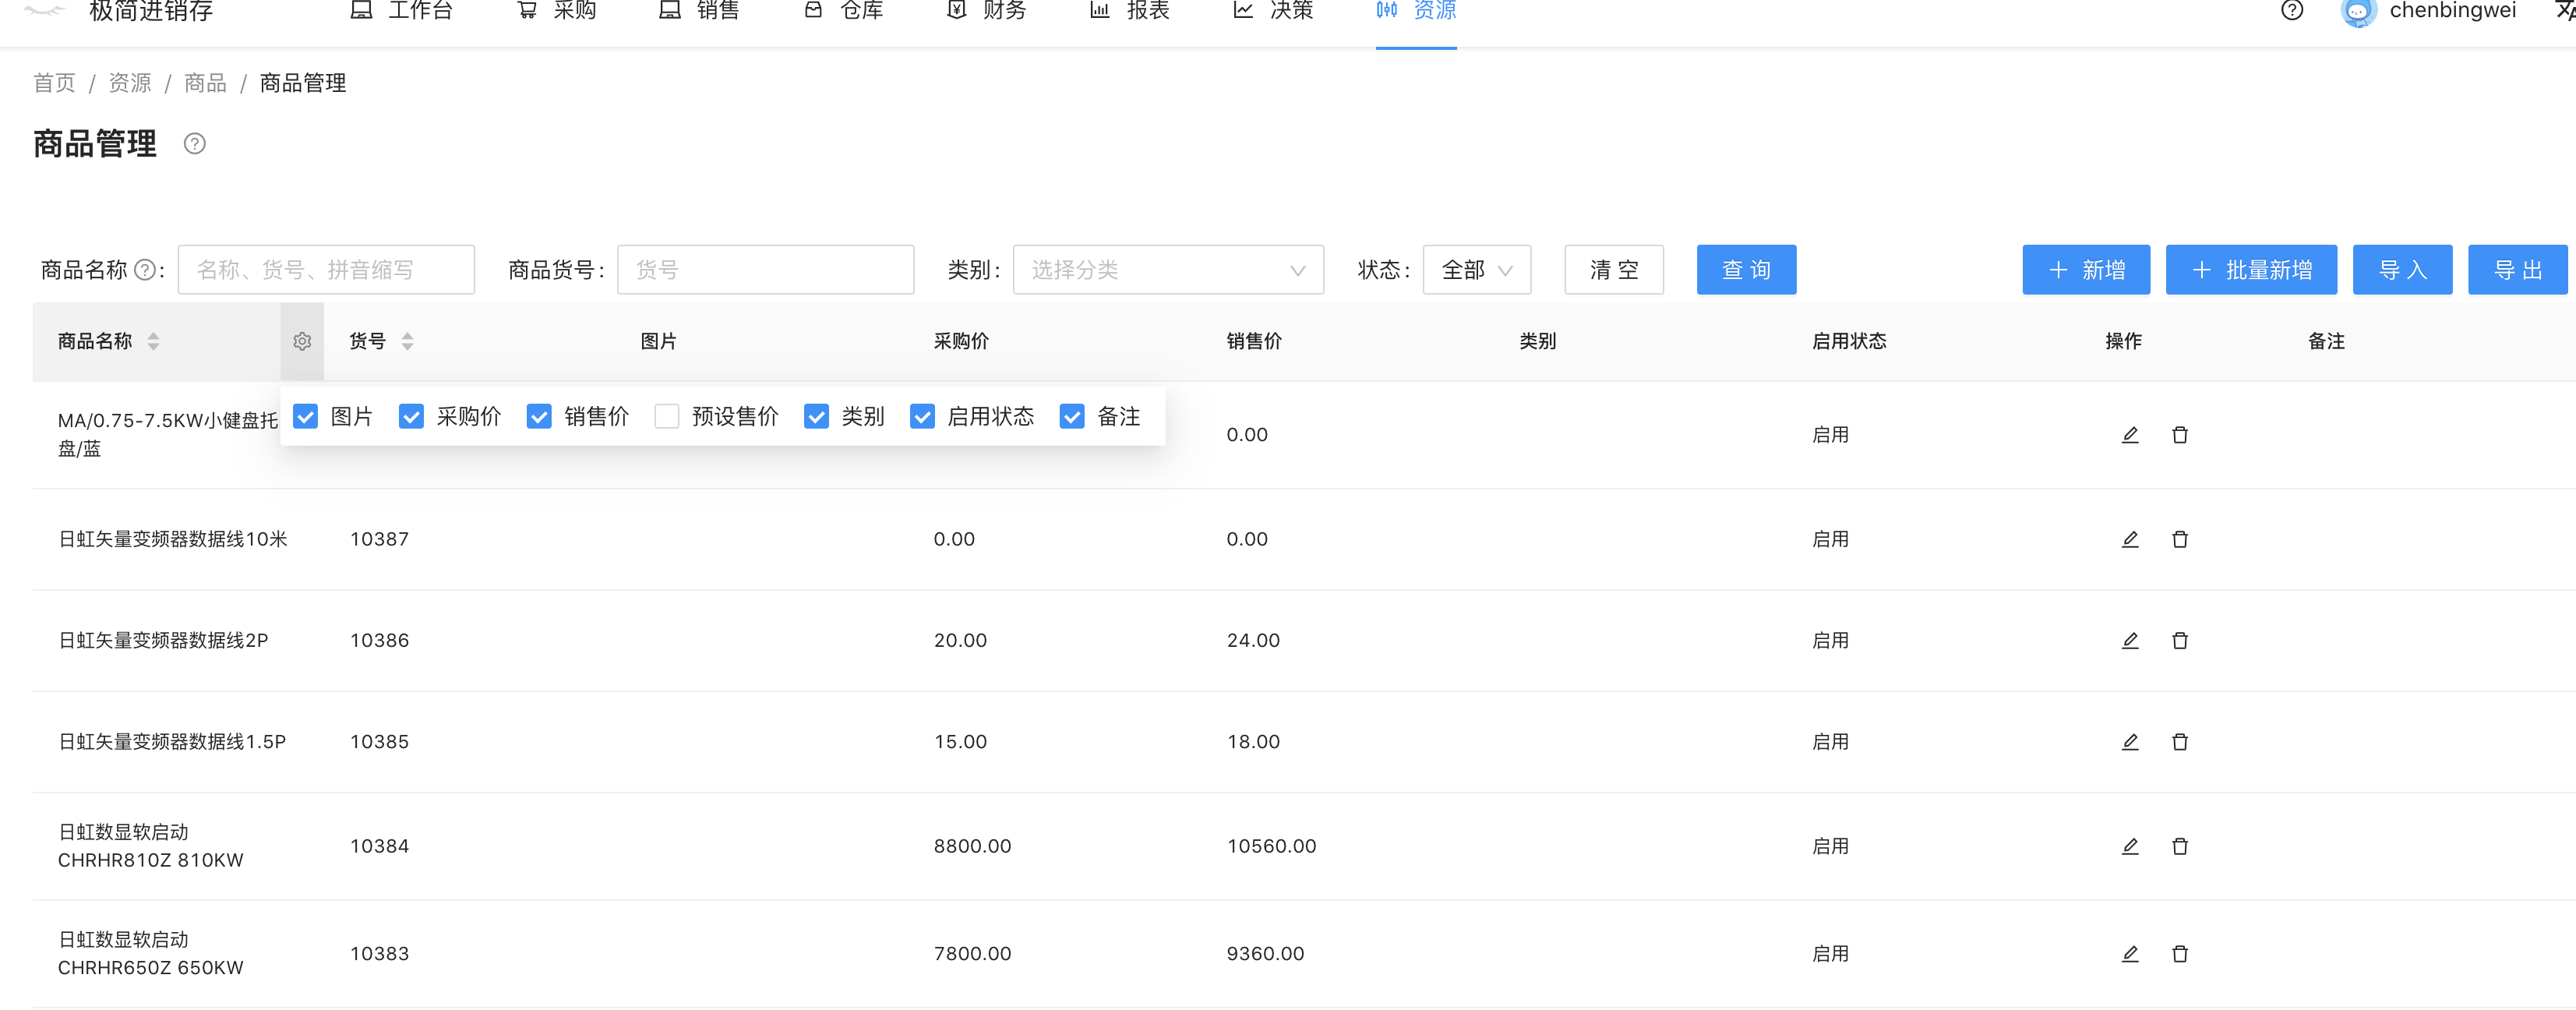 极简进销存 工作台 采购 销售 仓库 财务 报表 决策 资源 chenbingwei
首页 / 资源 / 商品 / 商品管理
商品管理
商品名称 : 名称、货号、拼音缩写 商品货号 : 货号 类别 : 选择分类 状态 : 全部 清 空 查 询 + 新增 + 批量新增 导 入 导 出
商品名称 货号 图片 采购价 销售价 类别 启用状态 操作 备注
图片 采购价 销售价 预设售价 类别 启用状态 备注
MA/0.75-7.5KW小健盘托
盘/蓝 0.00 启用
日虹矢量变频器数据线10米 10387 0.00 0.00 启用
日虹矢量变频器数据线2P 10386 20.00 24.00 启用
日虹矢量变频器数据线1.5P 10385 15.00 18.00 启用
日虹数显软启动
CHRHR810Z 810KW 10384 8800.00 10560.00 启用
日虹数显软启动
CHRHR650Z 650KW 10383 7800.00 9360.00 启用